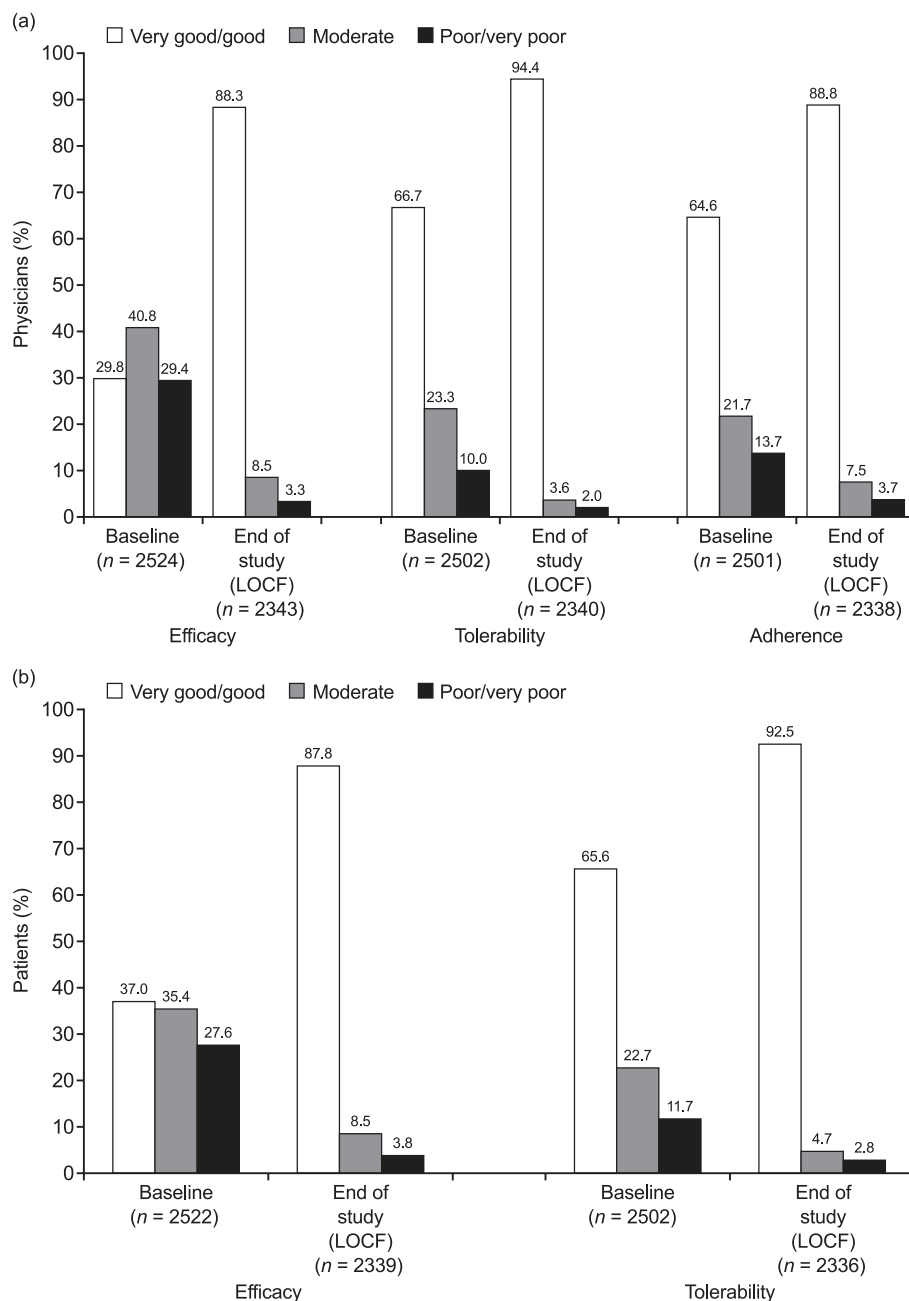 (a)
Very good/good Moderate Poor/very poor
100
90
80
70
60
50
40
30
20
10
0
Physicians (%)
29.8 40.8 29.4 88.3 8.5 3.3 66.7 23.3 10.0 94.4 3.6 2.0 64.6 21.7 13.7 88.8 7.5 3.7
Baseline End of Baseline End of Baseline End of
(n = 2524) study (n = 2502) study (n = 2501) study
(LOCF) (LOCF) (LOCF)
(n = 2343) (n = 2340) (n = 2338)
Efficacy Tolerability Adherence
(b)
Very good/good Moderate Poor/very poor
100
90
80
70
60
50
40
30
20
10
0
Patients (%)
37.0 35.4 27.6 87.8 8.5 3.8 65.6 22.7 11.7 92.5 4.7 2.8
Baseline End of Baseline End of
(n = 2522) study (n = 2502) study
(LOCF) (LOCF)
(n = 2339) (n = 2336)
Efficacy Tolerability